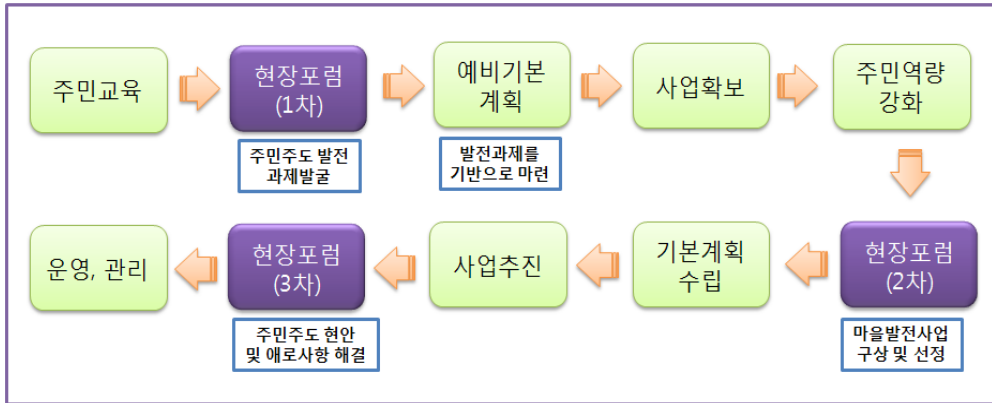 주민교육
현장포럼
(1차)
예비기본
계획
사업확보
주민역량
강화
주민주도 발전
과제발굴
발전과제를
기반으로 마련
운영, 관리
현장포럼
(3차)
사업추진
기본계획
수립
현장포럼
(2차)
주민주도 현안
및 애로사항 해결
마을발전사업
구상 및 선정